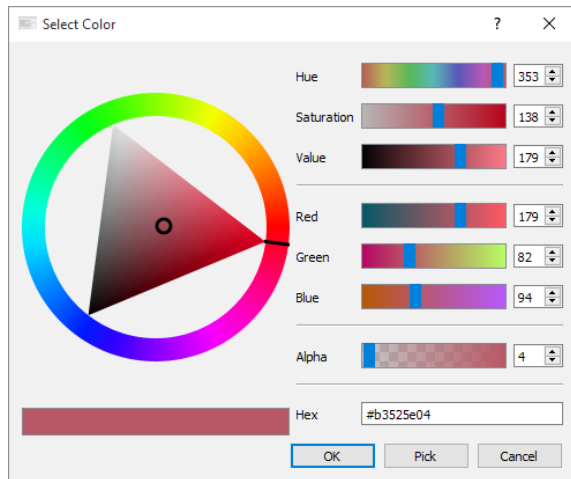 Select Color ?
Hue 353
Saturation 138
Value 179
Red 179
Green 82
Blue 94
Alpha 4
Hex #b3525e04
OK Pick Cancel